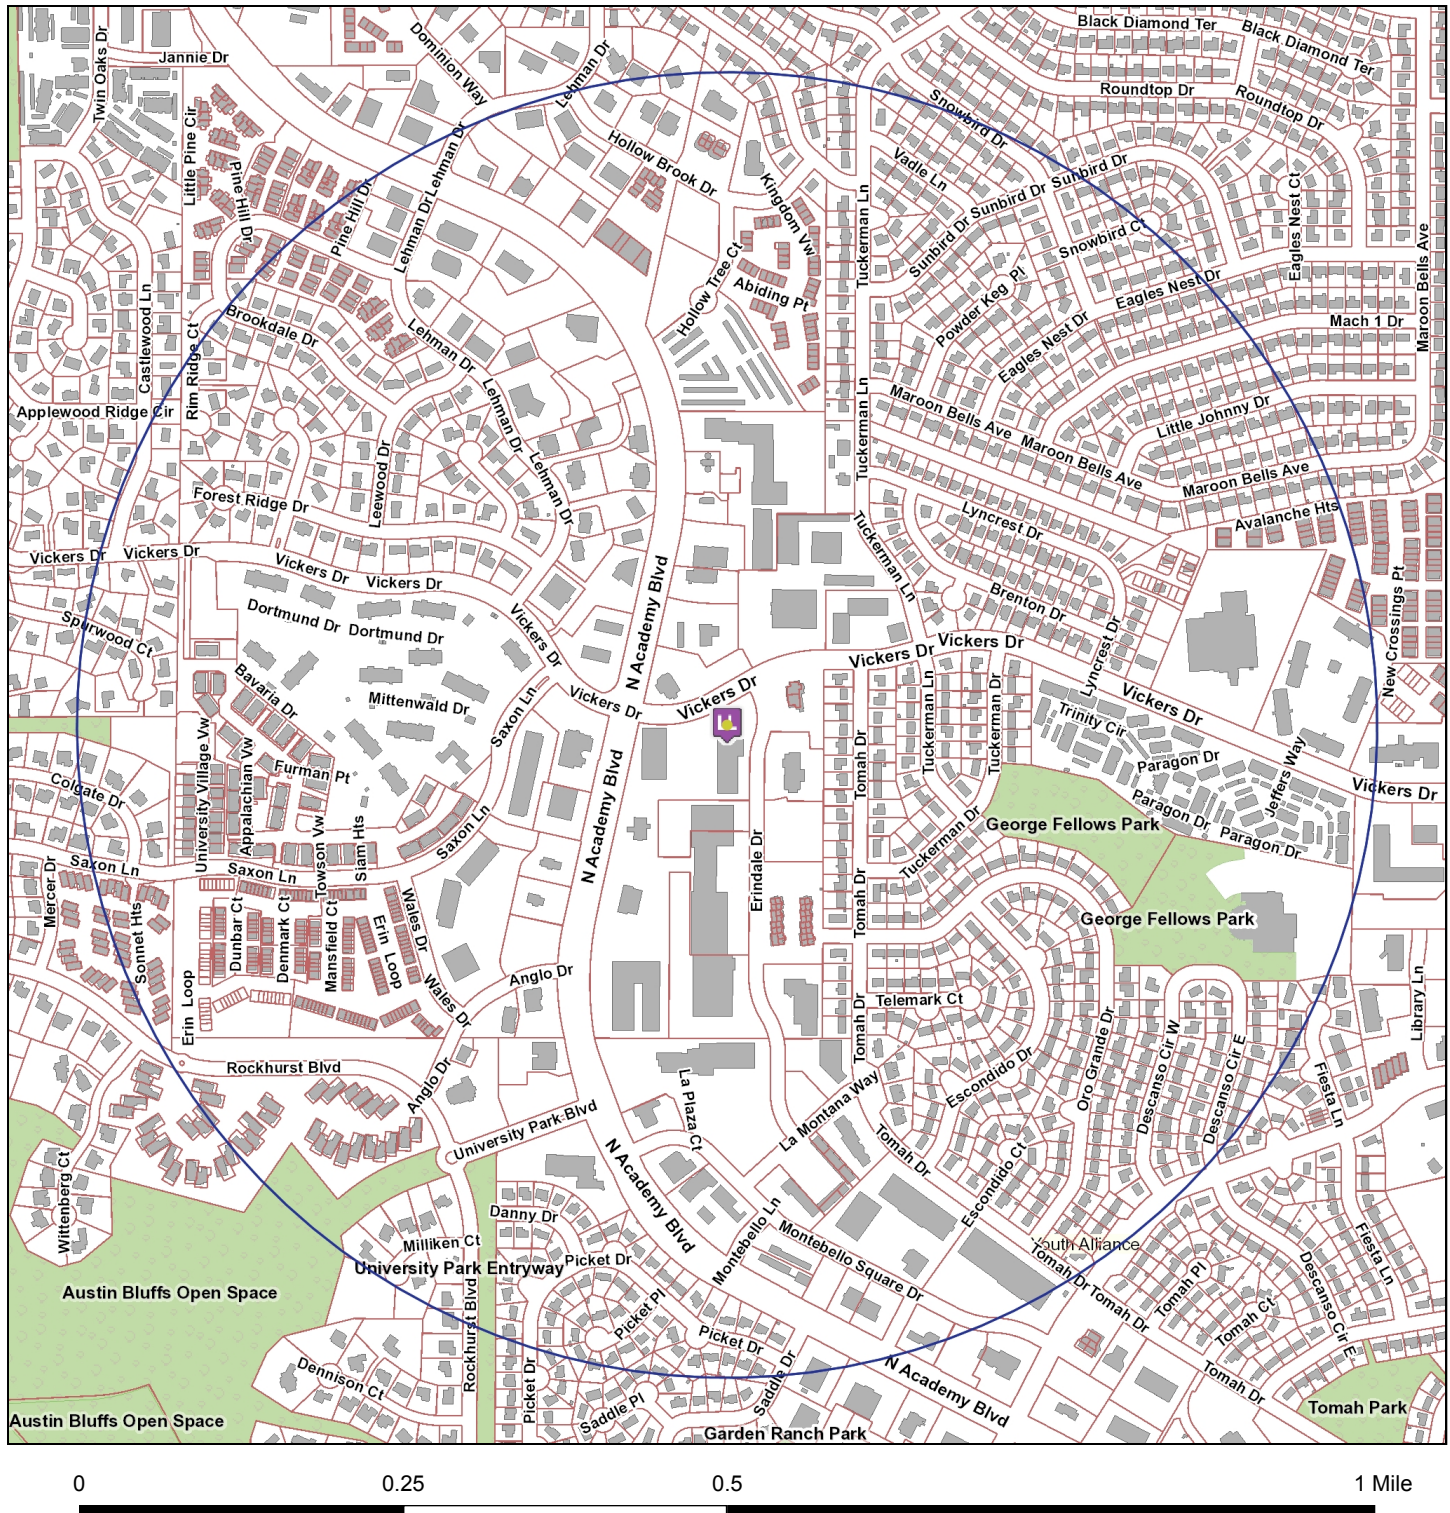 Black Diamond Ter
Black Diamond Ter
Dominion Way
Lehman Dr
Twin Oaks Dr
Jannie Dr
Roundtop Dr
Roundtop Dr
Snowbird Dr
Little Pine Cir
Lehman Dr
Hollow Brook Dr
Vadle Ln
Sunbird Dr
Pine Hill Dr
Pine Hill Dr
Lehman Dr
Kingdom Vw
Tuckerman Ln
Sunbird Dr
Sunbird Dr
Snowbird Ct
Eagles Nest Ct
Maroon Bells Ave
Hollow Tree Ct
Abiding Pt
Powder Keg Pt
Eagles Nest Dr
Castlewood Ln
Rim Ridge Ct
Brookdale Dr
Lehman Dr
Eagles Nest Dr
Mach 1 Dr
Applewood Ridge Cir
Lehman Dr
Tuckerman Ln
Maroon Bells Ave
Maroon Bells Ave
Little Johnny Dr
Leewood Dr
Lehman Dr
Maroon Bells Ave
Forest Ridge Dr
Lyncrest Dr
Avalanche Hts
Vickers Dr
Vickers Dr
Vickers Dr
Vickers Dr
Tuckerman Ln
N Academy Blvd
Brenton Dr
New Crossings Pt
Spurwood Ct
Dortmund Dr
Dortmund Dr
Vickers Dr
Vickers Dr
Vickers Dr
Lyncrest Dr
Bavaria Dr
Mittenwald Dr
Saxon Ln
Vickers Dr
Vickers Dr
Tuckerman Ln
Tuckerman Dr
Vickers Dr
Trinity Cir
University Village Vw
Appalachian Vw
Furman Pt
N Academy Blvd
Tomah Dr
Paragon Dr
Jeffers Way
Vickers Dr
Colgate Dr
Paragon Dr
George Fellows Park
Paragon Dr
Towson Vw
Siam Hts
Saxon Ln
Tuckerman Dr
Mercer Dr
Saxon Ln
Saxon Ln
Erindale Dr
Tomah Dr
George Fellows Park
Sonnet Hts
Dunbar Ct
Denmark Ct
Mansfield Ct
Erin Loop
Wales Dr
Erin Loop
Wales Dr
Anglo Dr
Telemark Ct
Tomah Dr
Library Ln
Rockhurst Blvd
Anglo Dr
La Plaza Ct
La Montana Way
Escondido Dr
Oro Grande Dr
Descanso Cir W
Descanso Cir E
Fiesta Ln
University Park Blvd
Tomah Dr
Wittenberg Ct
N Academy Blvd
Escondido Ct
Danny Dr
Milliken Ct
Picket Dr
Montebello Ln
Montebello Square Dr
Youth Alliance
Fiesta Ln
University Park Entryway
Tomah Dr
Tomah Dr
Tomah Pl
Descanso Cir E
Austin Bluffs Open Space
Rockhurst Blvd
Picket Pl
Picket Dr
Tomah Ct
Dennison Ct
Picket Dr
Saddle Dr
N Academy Blvd
Tomah Dr
Saddle Pl
Austin Bluffs Open Space
Garden Ranch Park
Tomah Park
Lehman Dr
0 0.25 0.5 1 Mile